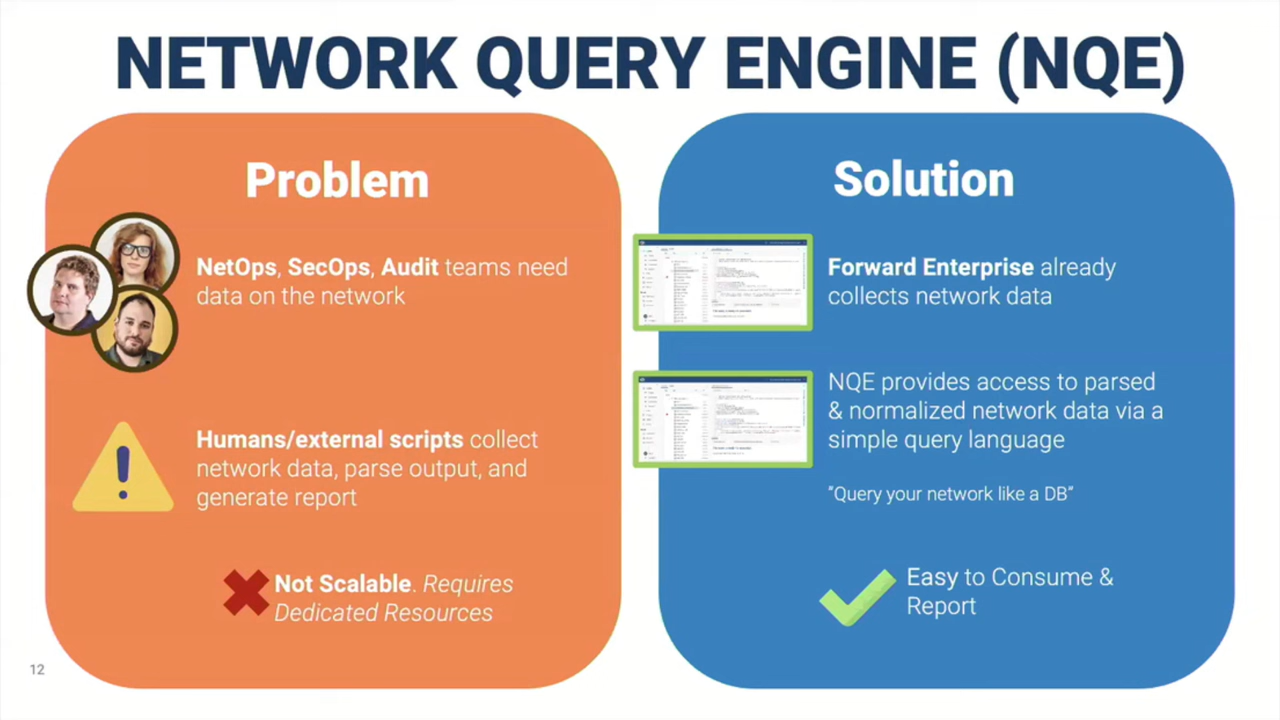 NETWORK QUERY ENGINE (NQE)
Problem
NetOps, SecOps, Audit teams need
data on the network
Humans/external scripts collect
network data, parse output, and
generate report
Not Scalable. Requires
Dedicated Resources
Solution
Forward Enterprise already
collects network data
NQE provides access to parsed
& normalized network data via a
simple query language
"Query your network like a DB"
Easy to Consume &
Report
12